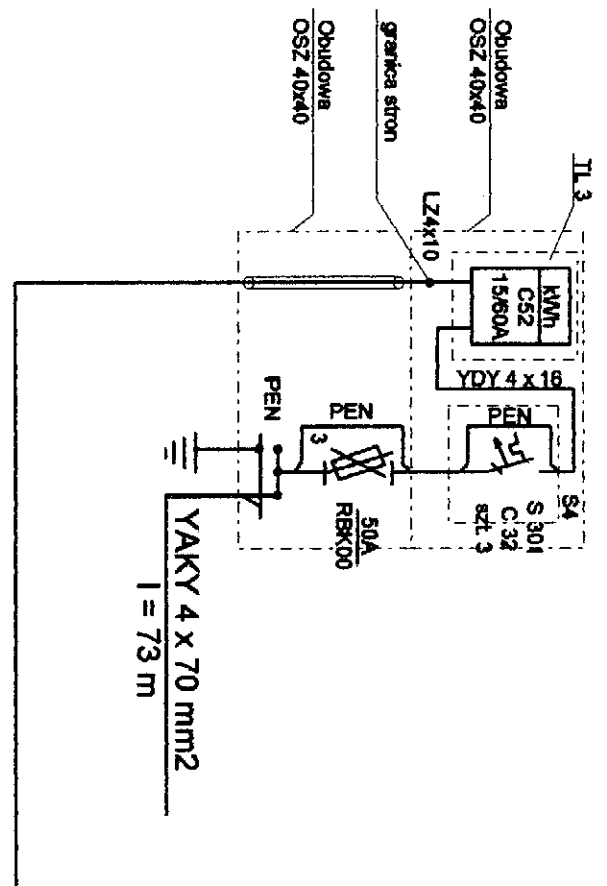 Obudowa
OSZ 40x40
granica stron
Obudowa
OSZ 40x40
TL 3
LZ4x10
kWh
C52
15/60A
YDY 4 x 16
PEN
S4
S 301
C 32
szt. 3
PEN
3
50A
RBK00
PEN
YAKY 4 x 70 mm2
l = 73 m